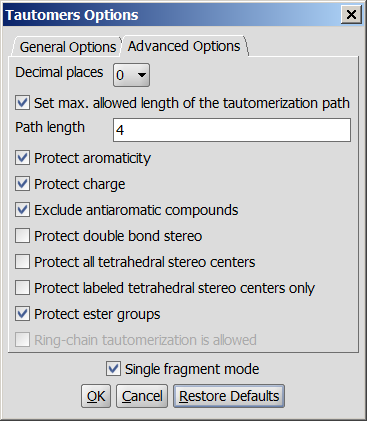 Tautomers Options
General Options Advanced Options
Decimal places 0
Set max. allowed length of the tautomerization path
Path length 4
Protect aromaticity
Protect charge
Exclude antiaromatic compounds
Protect double bond stereo
Protect all tetrahedral stereo centers
Protect labeled tetrahedral stereo centers only
Protect ester groups
Ring-chain tautomerization is allowed
Single fragment mode
OK Cancel Restore Defaults